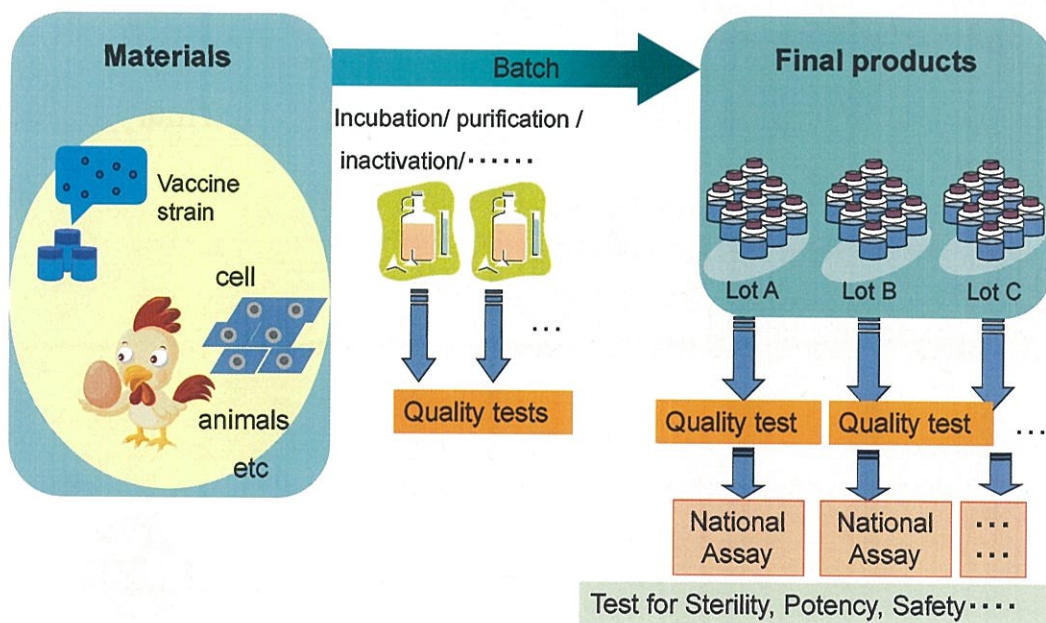 Materials
Vaccine
strain
cell
animals
etc
Batch
Incubation/ purification /
inactivation/ ······
...
Quality tests
Final products
Lot A
Lot B
Lot C
Quality test
Quality test
...
National
Assay
National
Assay
...
...
Test for Sterility, Potency, Safety····